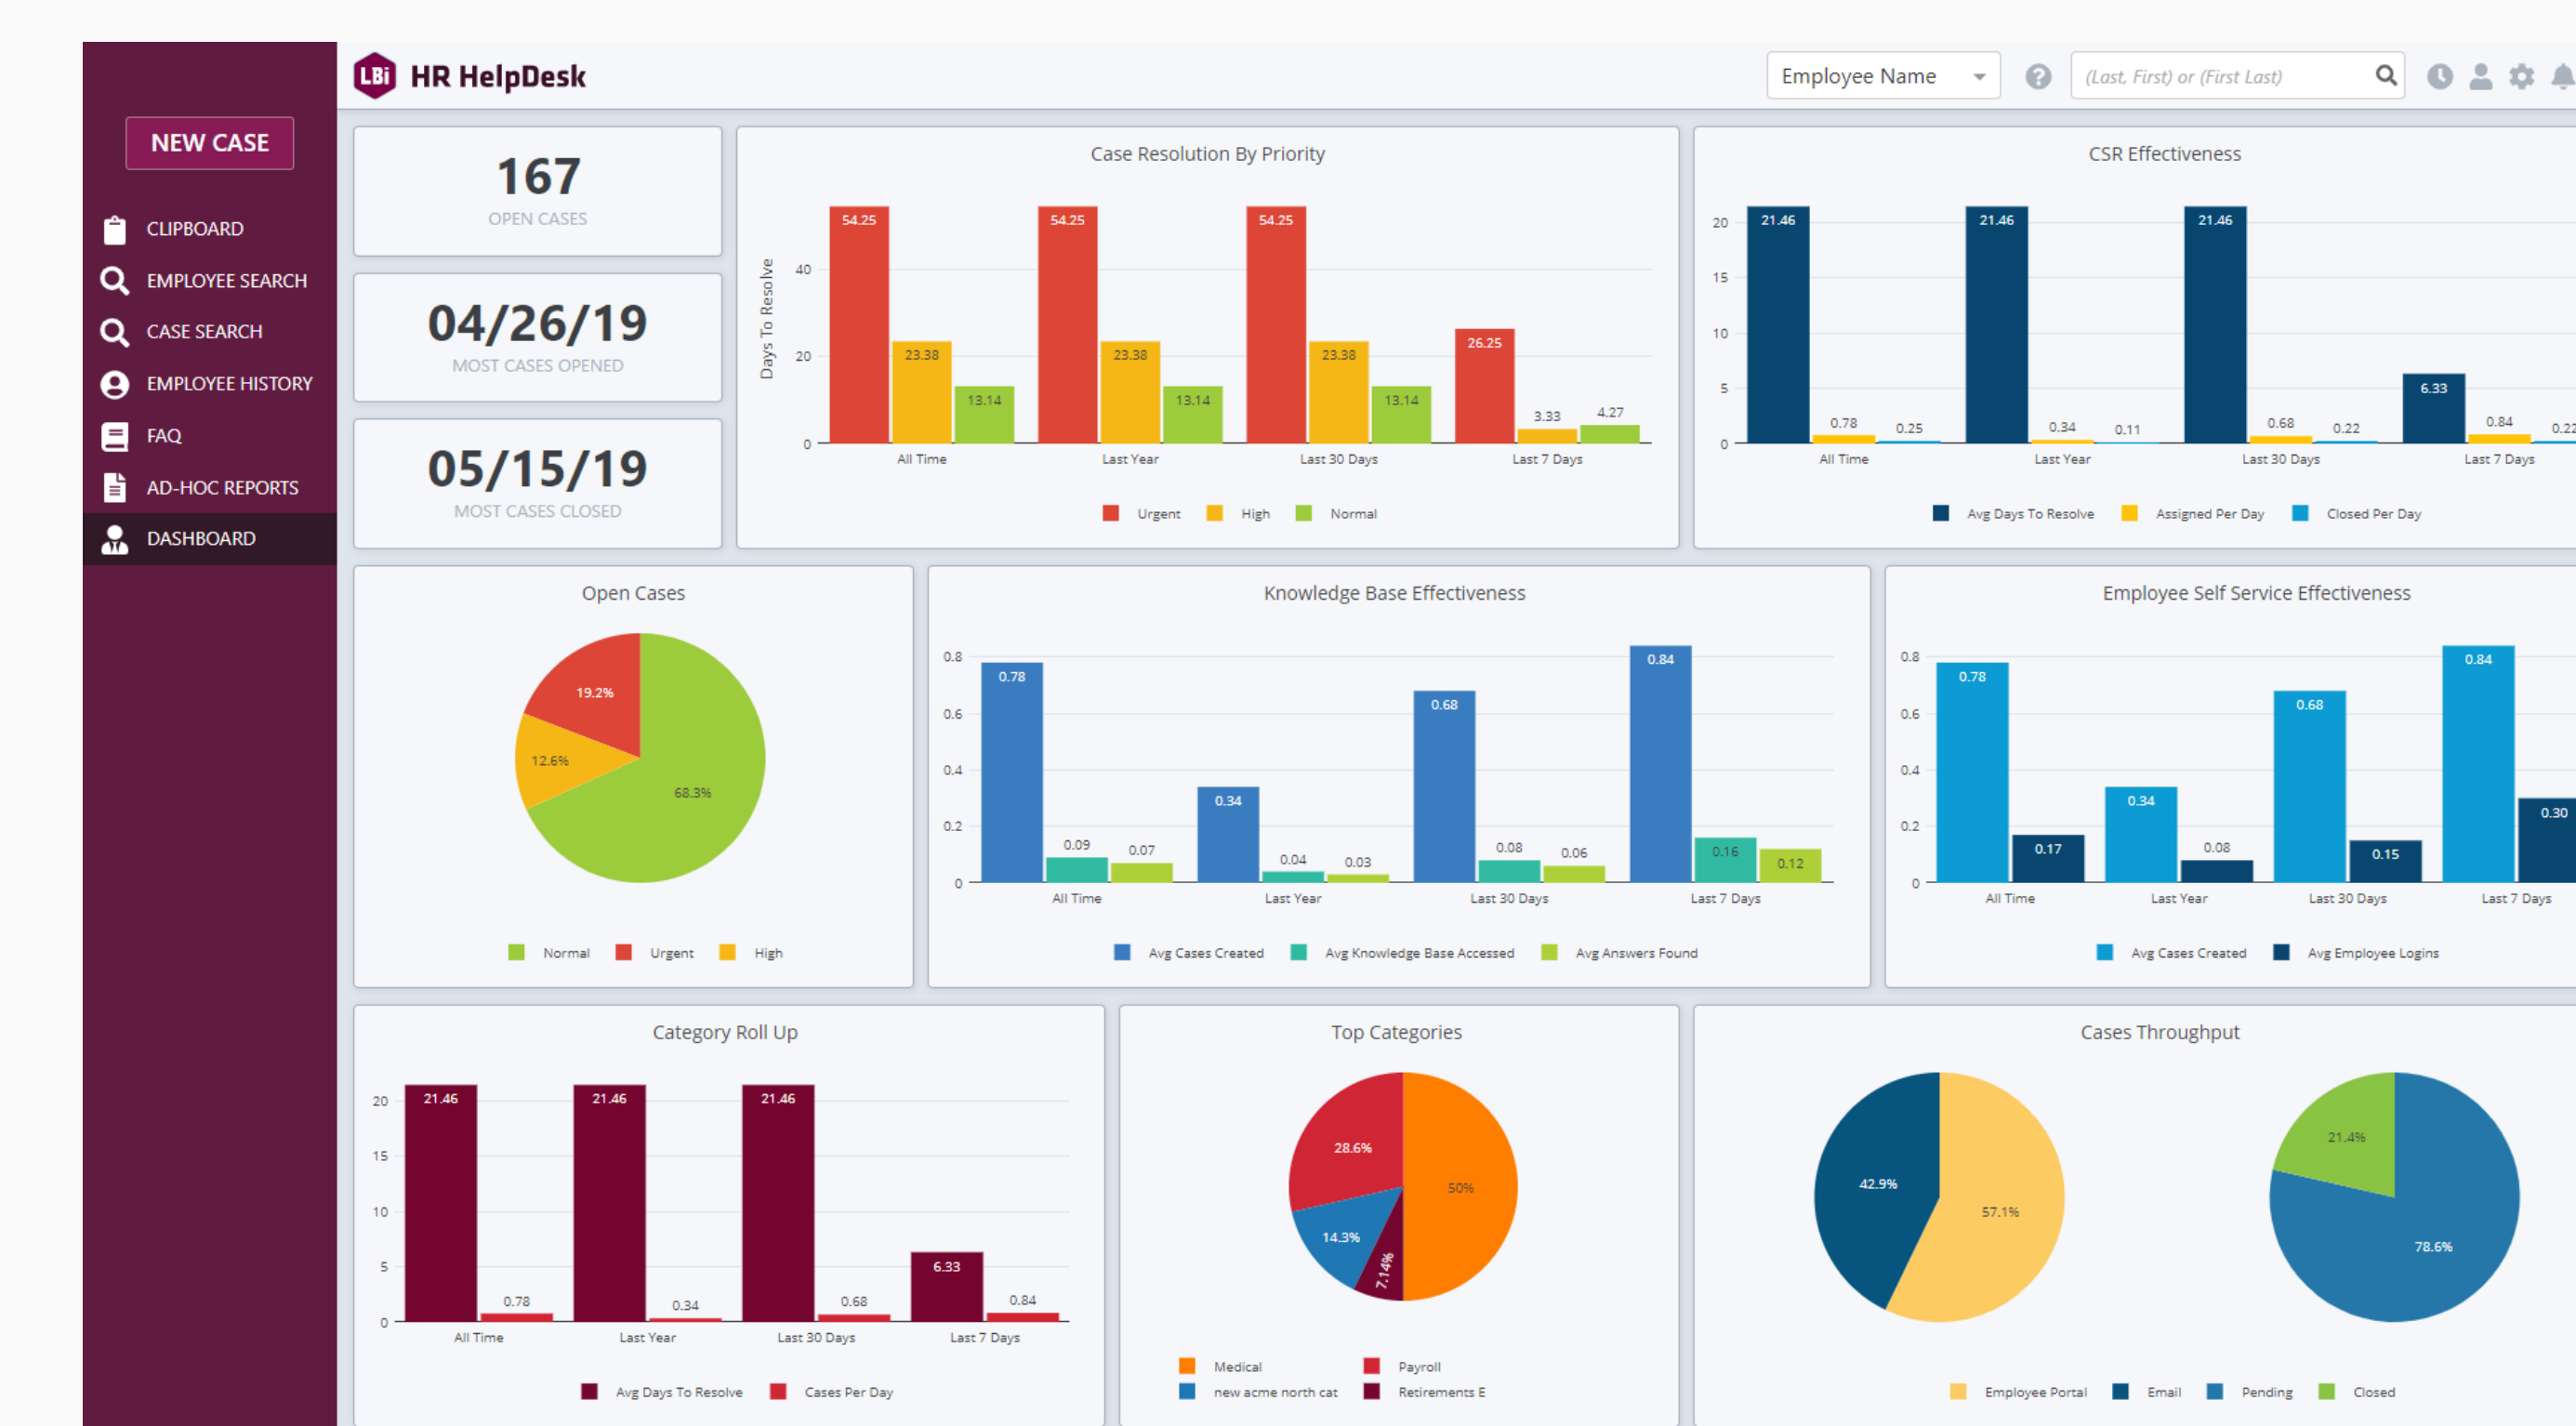 LBi HR HelpDesk
Employee Name
(Last, First) or (First Last)
NEW CASE
CLIPBOARD
EMPLOYEE SEARCH
CASE SEARCH
EMPLOYEE HISTORY
FAQ
AD-HOC REPORTS
DASHBOARD
167
OPEN CASES
04/26/19
MOST CASES OPENED
05/15/19
MOST CASES CLOSED
Case Resolution By Priority
Days To Resolve
40
20
0
54.25 23.38 13.14
54.25 23.38 13.14
54.25 23.38 13.14
26.25 3.33 4.27
All Time Last Year Last 30 Days Last 7 Days
Urgent High Normal
CSR Effectiveness
20
15
10
5
0
21.46 0.78 0.25
21.46 0.34 0.11
21.46 0.68 0.22
6.33 0.84 0.22
All Time Last Year Last 30 Days Last 7 Days
Avg Days To Resolve Assigned Per Day Closed Per Day
Open Cases
19.2%
12.6%
68.3%
Normal Urgent High
Knowledge Base Effectiveness
0.8
0.6
0.4
0.2
0
0.78 0.09 0.07
0.34 0.04 0.03
0.68 0.08 0.06
0.84 0.16 0.12
All Time Last Year Last 30 Days Last 7 Days
Avg Cases Created Avg Knowledge Base Accessed Avg Answers Found
Employee Self Service Effectiveness
0.8
0.6
0.4
0.2
0
0.78 0.17
0.34 0.08
0.68 0.15
0.84 0.30
All Time Last Year Last 30 Days Last 7 Days
Avg Cases Created Avg Employee Logins
Category Roll Up
20
15
10
5
0
21.46 0.78
21.46 0.34
21.46 0.68
6.33 0.84
All Time Last Year Last 30 Days Last 7 Days
Avg Days To Resolve Cases Per Day
Top Categories
28.6%
50%
14.3%
7.14%
Medical Payroll
new acme north cat Retirements E
Cases Throughput
42.9%
57.1%
21.4%
78.6%
Employee Portal Email Pending Closed